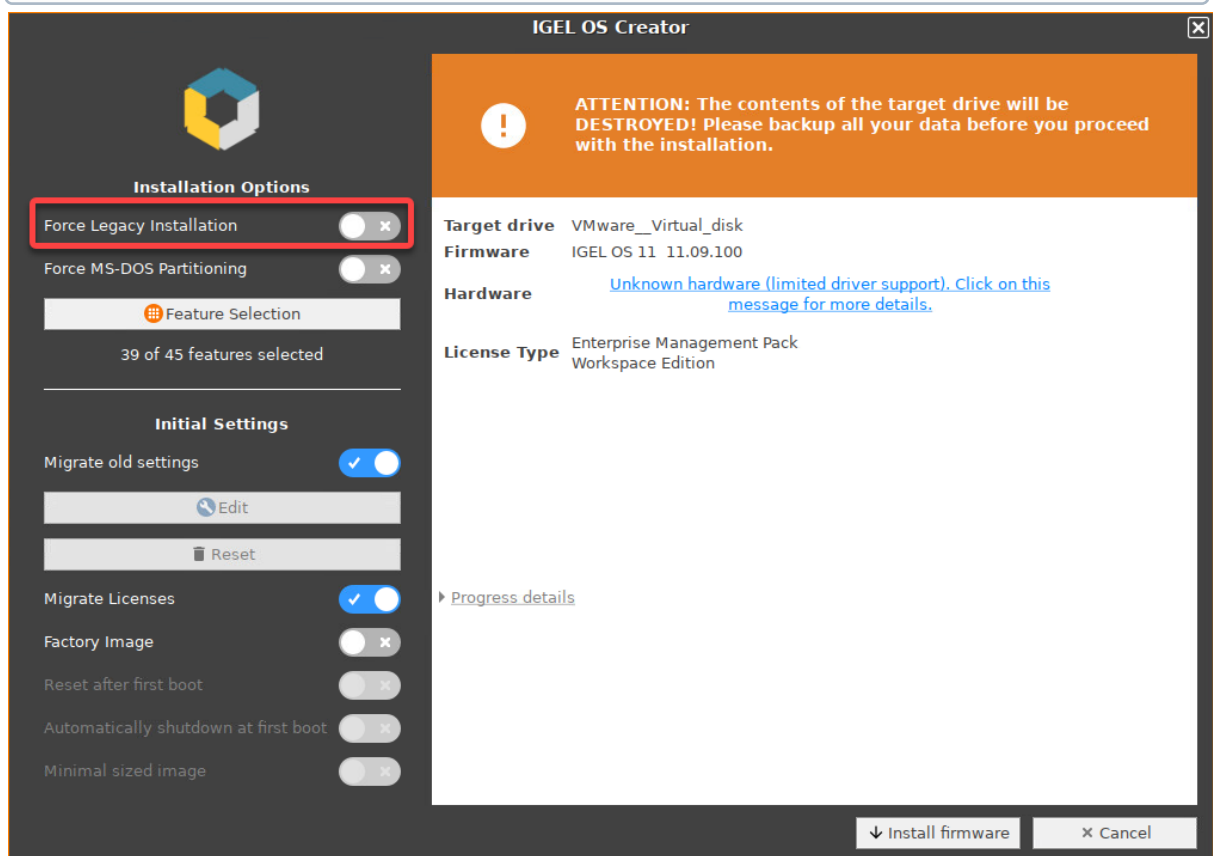 IGEL OS Creator
ATTENTION: The contents of the target drive will be
DESTROYED! Please backup all your data before you proceed
with the installation.
Installation Options
Force Legacy Installation
Force MS-DOS Partitioning
Feature Selection
39 of 45 features selected
Initial Settings
Migrate old settings
Edit
Reset
Migrate Licenses
Factory Image
Reset after first boot
Automatically shutdown at first boot
Minimal sized image
Target drive VMware__Virtual_disk
Firmware IGEL OS 11 11.09.100
Hardware Unknown hardware (limited driver support). Click on this
message for more details.
License Type Enterprise Management Pack
Workspace Edition
Progress details
Install firmware
Cancel